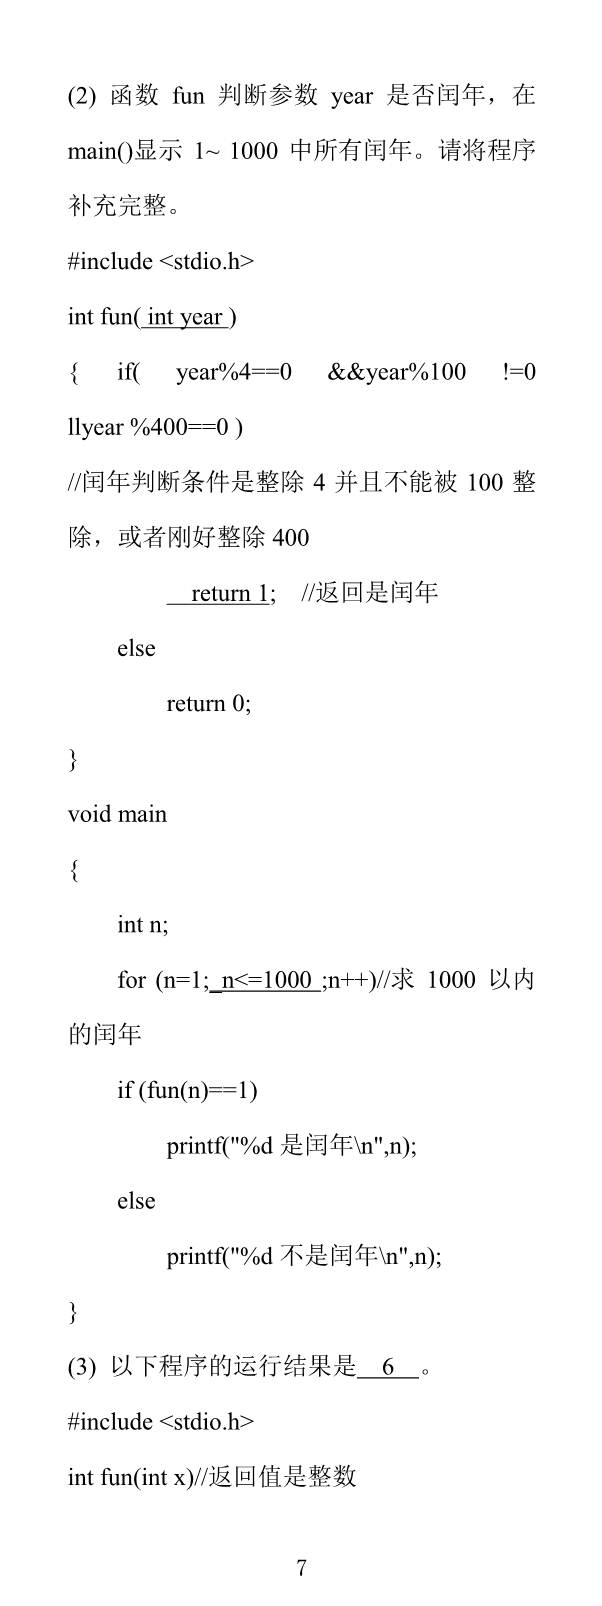 (2) 函数 fun 判断参数 year 是否闰年，在
main()显示 1~ 1000 中所有闰年。请将程序
补充完整。
#include <stdio.h>
int fun( int year )
{ if( year%4==0 &&year%100 !=0
llyear %400==0 )
//闰年判断条件是整除 4 并且不能被 100 整
除，或者刚好整除 400
return 1; //返回是闰年
else
return 0;
}
void main
{
int n;
for (n=1;_n<=1000 ;n++)//求 1000 以内
的闰年
if (fun(n)==1)
printf("%d 是闰年\n",n);
else
printf("%d 不是闰年\n",n);
}
(3) 以下程序的运行结果是__6__。
#include <stdio.h>
int fun(int x)//返回值是整数
7